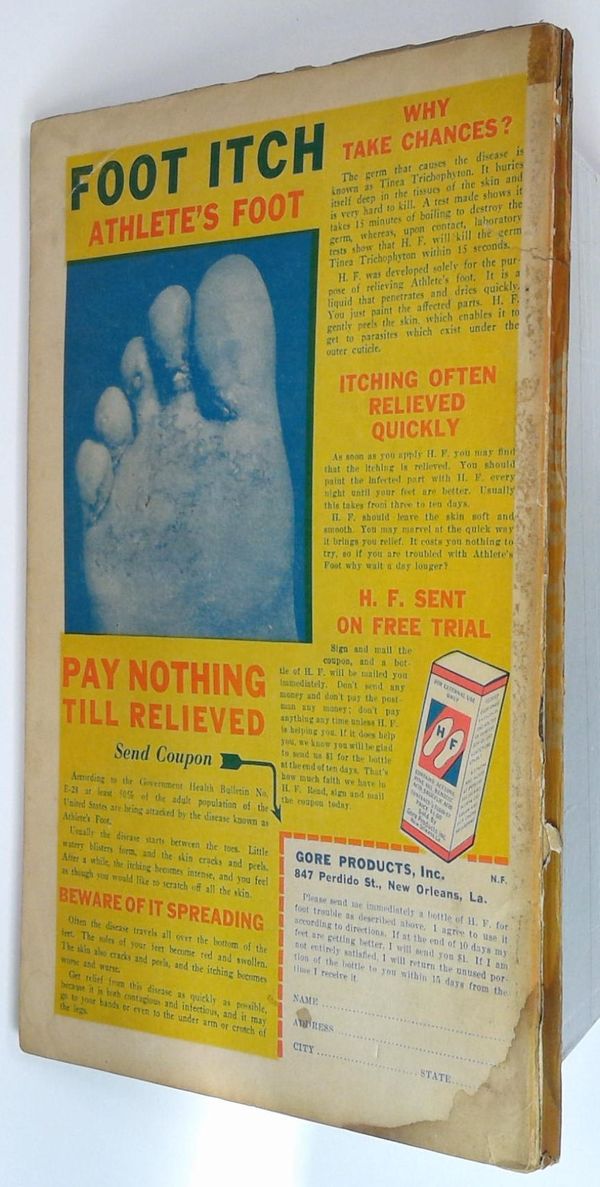 FOOT ITCH
ATHLETE'S FOOT
WHY
TAKE CHANCES?
The germ that causes the disease is
known as Tinea Trichophyton. It buries
itself deep in the tissues of the skin and
is very hard to kill. A test made shows it
takes 15 minutes of boiling to destroy the
germ, whereas, upon contact, laboratory
tests show that H. F. will kill the germ
Tinea Trichophyton within 15 seconds.
H. F. was developed solely for the pur-
pose of relieving Athlete's foot. It is a
liquid that penetrates and dries quickly.
You just paint the affected parts. H. F.
gently peels the skin, which enables it to
get to parasites which exist under the
outer cuticle.
ITCHING OFTEN
RELIEVED
QUICKLY
As soon as you apply H. F. you may find
that the itching is relieved. You should
paint the infected part with H. F. every
night until your feet are better. Usually
this takes from three to ten days.
H. F. should leave the skin soft and
smooth. You may marvel at the quick way
it brings you relief. It costs you nothing to
try, so if you are troubled with Athlete's
Foot why wait a day longer?
H. F. SENT
ON FREE TRIAL
Sign and mail the
coupon, and a bot-
tle of H. F. will be mailed you
immediately. Don't send any
money and don't pay the post-
man any money; don't pay
anything any time unless H. F.
is helping you. If it does help
you, we know you will be glad
to send us $1 for the bottle
at the end of ten days. That's
how much faith we have in
H. F. Read, sign and mail
the coupon today.
PAY NOTHING
TILL RELIEVED
Send Coupon
According to the Government Health Bulletin No.
E-28 at least 50% of the adult population of the
United States are being attacked by the disease known as
Athlete's Foot.
Usually the disease starts between the toes. Little
watery blisters form, and the skin cracks and peels.
After a while, the itching becomes intense, and you feel
as though you would like to scratch off all the skin.
BEWARE OF IT SPREADING
Often the disease travels all over the bottom of the
feet. The soles of your feet become red and swollen.
The skin also cracks and peels, and the itching becomes
worse and worse.
Get relief from this disease as quickly as possible,
because it is both contagious and infectious, and it may
go to your hands or even to the under arm or crotch of
the legs.
FOR EXTERNAL USE
ONLY
H F
GORE PRODUCTS, Inc.
N.F.
847 Perdido St., New Orleans, La.
Please send me immediately a bottle of H. F. for
foot trouble as described above. I agree to use it
according to directions. If at the end of 10 days my
feet are getting better, I will send you $1. If I am
not entirely satisfied, I will return the unused por-
tion of the bottle to you within 15 days from the
time I receive it.
NAME
ADDRESS
CITY STATE